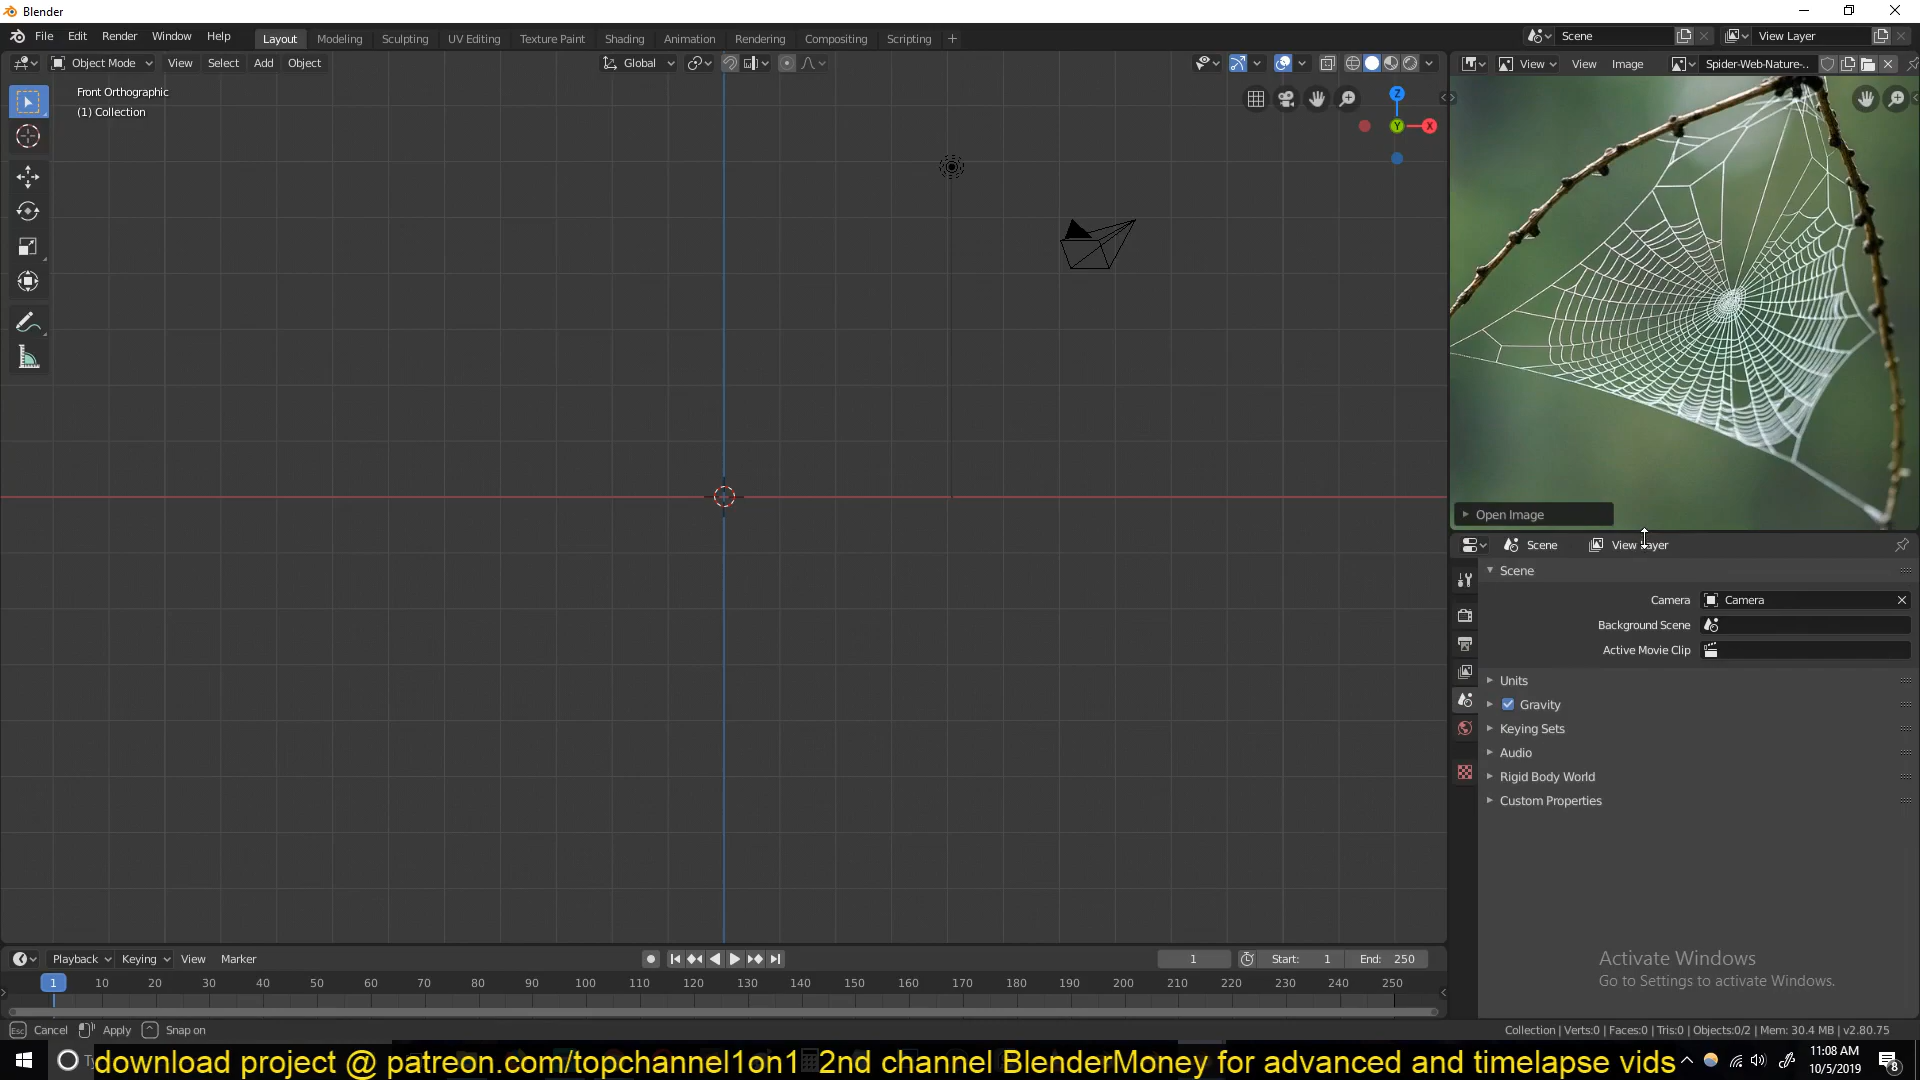 Blender
File Edit Render Window Help
Layout Modeling Sculpting UV Editing Texture Paint Shading Animation Rendering Compositing Scripting
Scene
View Layer
Object Mode View Select Add Object
Global
View View Image Spider-Web-Nature-..
Front Orthographic
(1) Collection
Z
Y
X
Open Image
Scene View Layer
Scene
Camera Camera
Background Scene
Active Movie Clip
Units
Gravity
Keying Sets
Audio
Rigid Body World
Custom Properties
Activate Windows
Go to Settings to activate Windows.
Playback Keying View Marker
1 Start: 1 End: 250
1 10 20 30 40 50 60 70 80 90 100 110 120 130 140 150 160 170 180 190 200 210 220 230 240 250
Esc Cancel Apply Snap on
Collection | Verts:0 | Faces:0 | Tris:0 | Objects:0/2 | Mem: 30.4 MB | v2.80.75
download project @ patreon.com/topchannel1on1 2nd channel BlenderMoney for advanced and timelapse vids
11:08 AM
10/5/2019
8